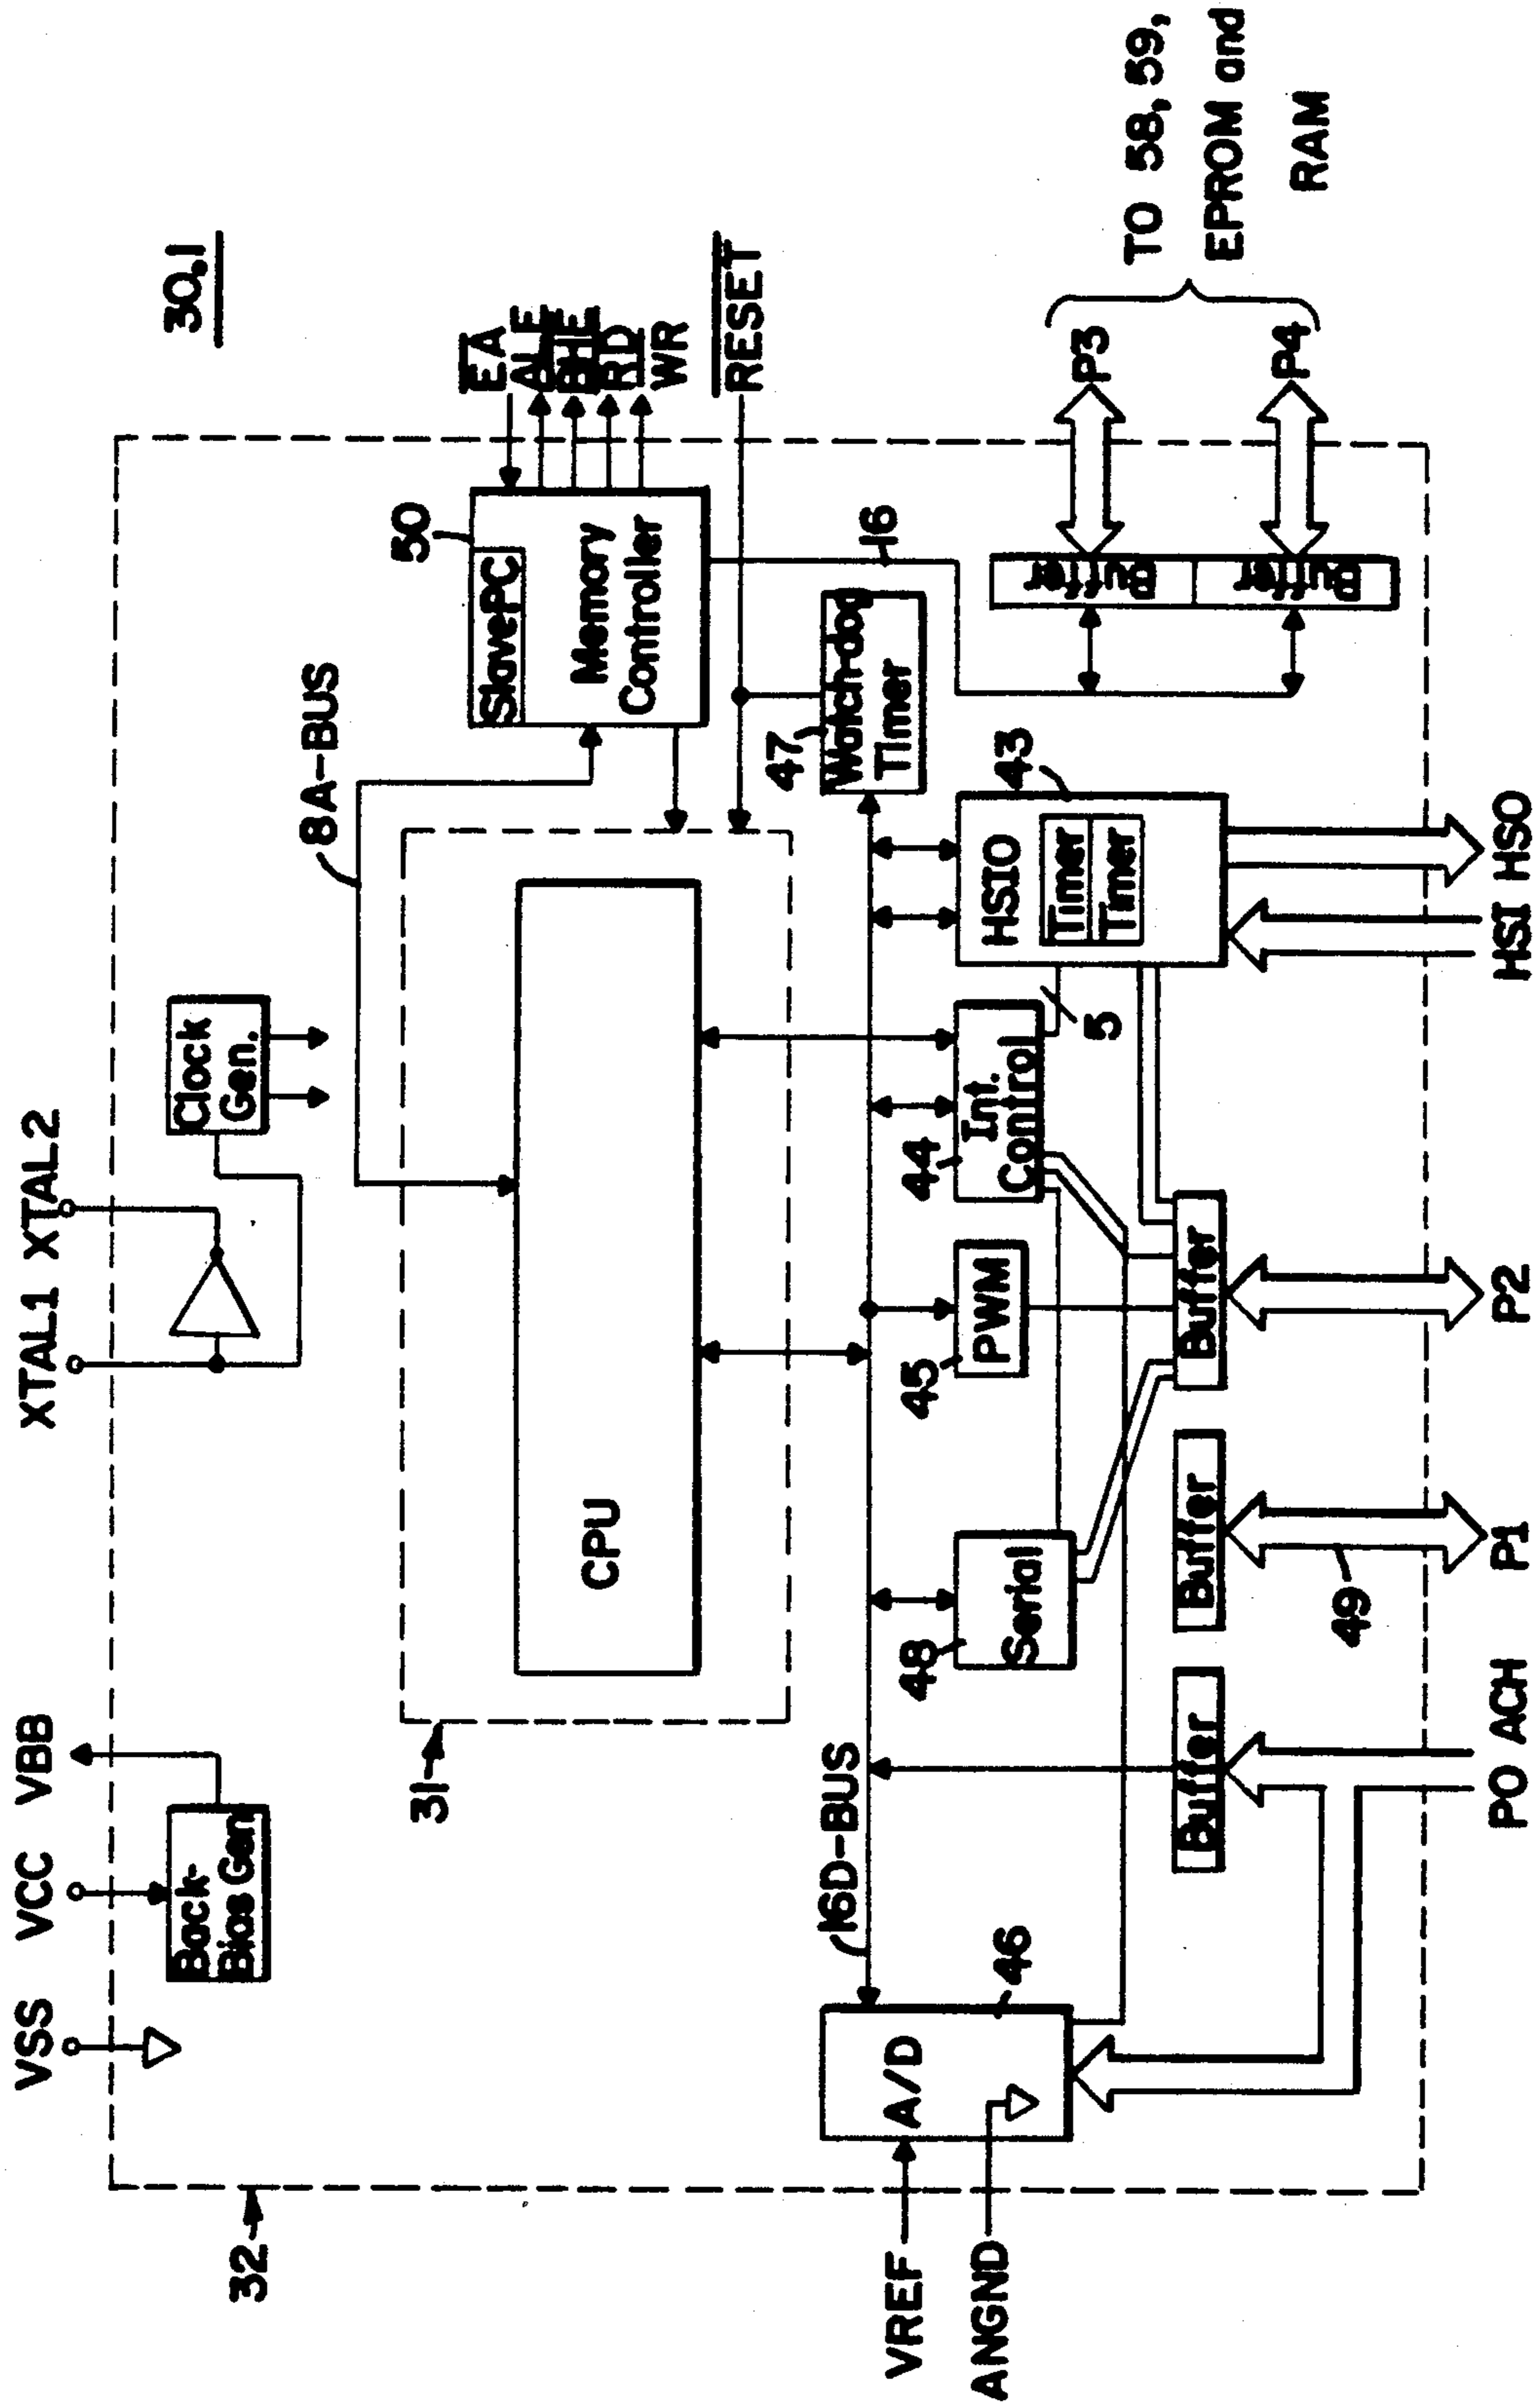 30.1
VSS
VCC
VBB
XTAL1
XTAL2
Back-
Bias Gen
Clock
Gen.
32
31
CPU
8A-BUS
50
SlavePC
Memory
Controller
EA
ALE
BHE
RD
WR
RESET
16
47
Watch-dog
Timer
16D-BUS
VREF
ANGND
A/D
46
48
Serial
45
PWM
44
Int.
Control
5
43
HSIO
Timer
Timer
Buffer
Buffer
P3
P4
TO 58, 59,
EPROM and
RAM
Buffer
Buffer
Buffer
49
PO ACH
P1
P2
HSI
HSO